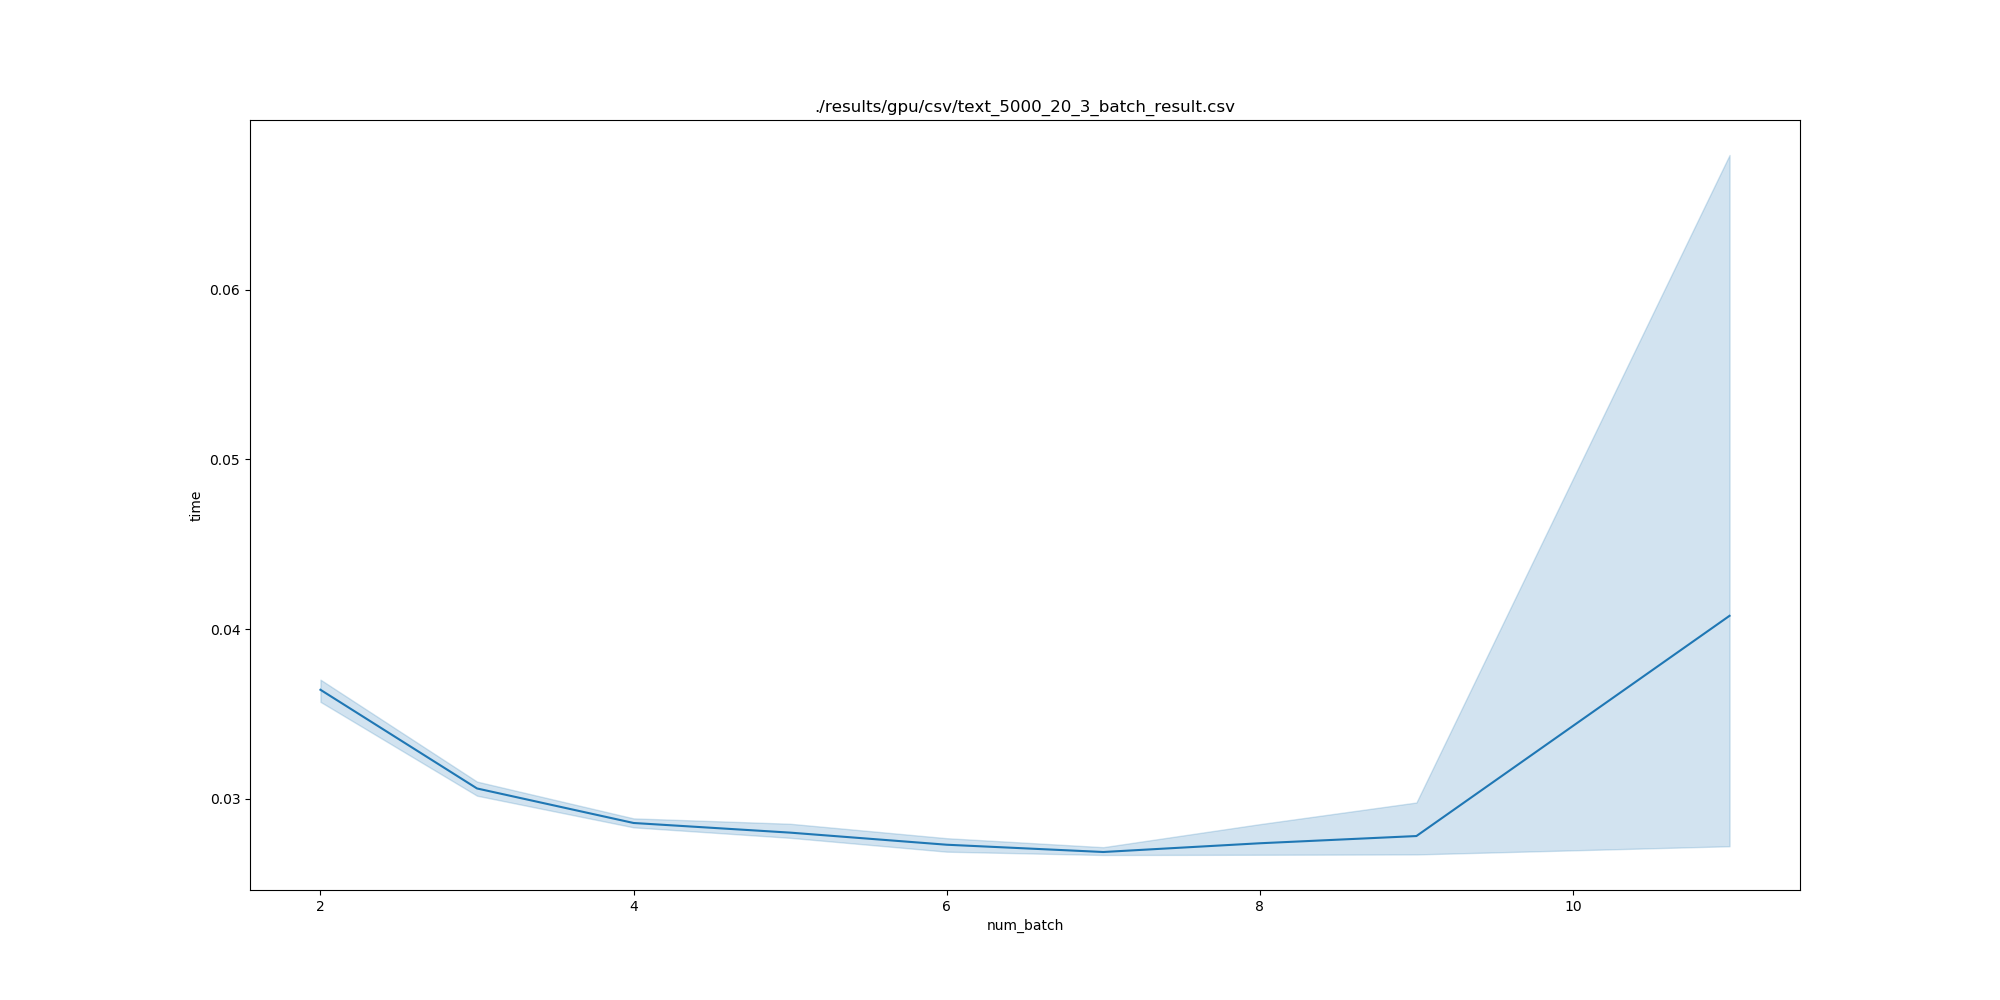 ./results/gpu/csv/text_5000_20_3_batch_result.csv
0.06
0.05
0.04
0.03
time
2 4 6 8 10
num_batch